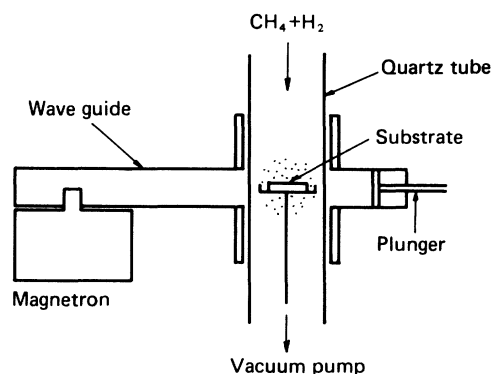 CH₄+H₂
Quartz tube
Wave guide
Substrate
Plunger
Magnetron
Vacuum pump